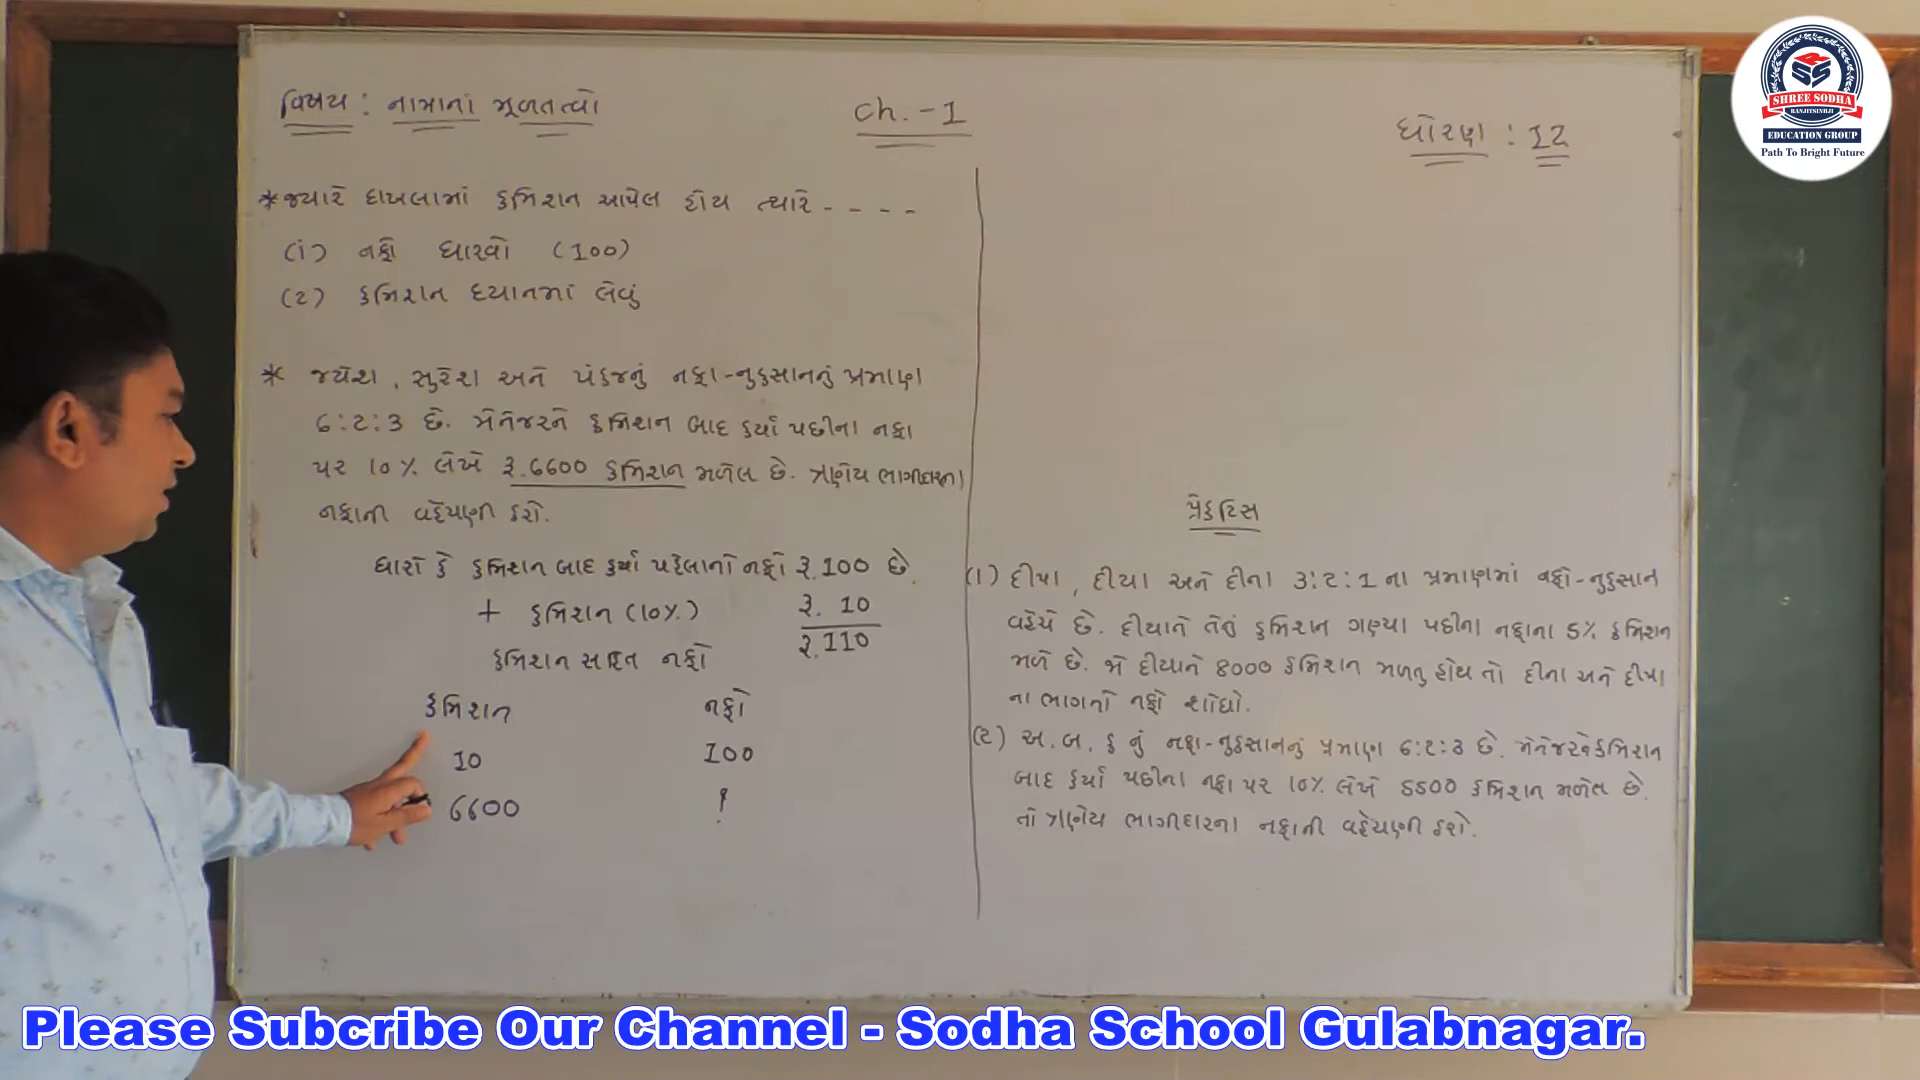 વિષય : નામાનાં મૂળતત્વો
Ch. - 1
ધોરણ : 12
* જ્યારે દાખલામાં કમિશન આપેલ હોય ત્યારે - - - -
(1) નફો ધારવો (100)
(2) કમિશન ધ્યાનમાં લેવું
* જયેશ, સુરેશ અને પંકજનું નફા-નુકસાનનું પ્રમાણ
6:2:3 છે. મેનેજરને કમિશન બાદ કર્યા પછીના નફા
પર 10% લેખે રૂ.6600 કમિશન મળેલ છે. ત્રણેય ભાગીદારના
નફાની વહેંચણી કરો.
ધારો કે કમિશન બાદ કર્યા પહેલાનો નફો રૂ.100 છે.
+ કમિશન (10%) રૂ. 10
કમિશન સહિત નફો રૂ.110
કમિશન નફો
10 100
6600 ?
પ્રેકટિસ
(1) દીપા, દીયા અને દીના 3:2:1 ના પ્રમાણમાં નફો-નુકસાન
વહેંચે છે. દીયાને તેનું કમિશન ગણ્યા પછીના નફાના 5% કમિશન
મળે છે. જો દીયાને 8000 કમિશન મળતુ હોય તો દીના અને દીપા
ના ભાગનો નફો શોધો.
(2) અ, બ, ક નું નફા-નુકસાનનું પ્રમાણ 6:2:3 છે. મેનેજરને કમિશન
બાદ કર્યા પછીના નફા પર 10% લેખે 5500 કમિશન મળેલ છે.
તો ત્રણેય ભાગીદારના નફાની વહેંચણી કરો.
SS
SHREE SODHA
RANJITSINHJI
EDUCATION GROUP
Path To Bright Future
Please Subcribe Our Channel - Sodha School Gulabnagar.